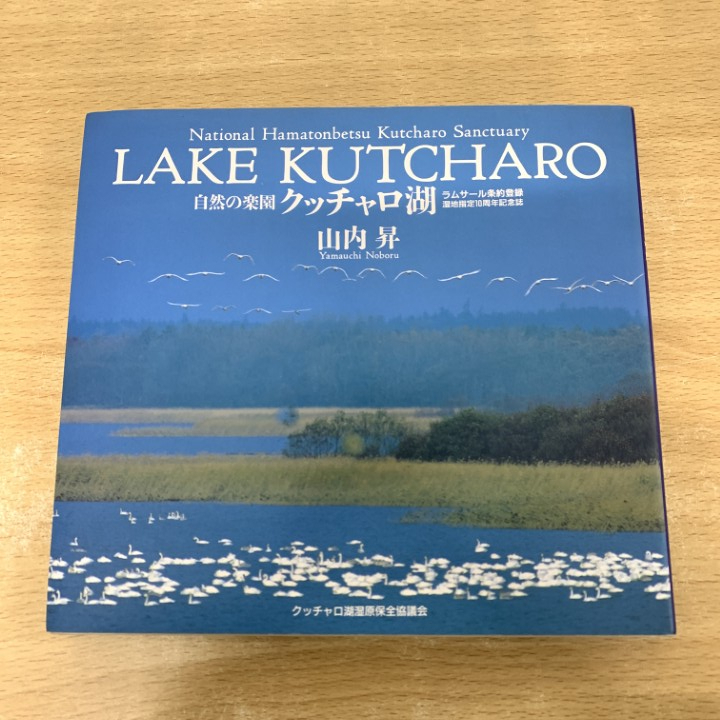 National Hamatonbetsu Kutcharo Sanctuary
LAKE KUTCHARO
自然の楽園 クッチャロ湖 ラムサール条約登録
湿地指定10周年記念誌
山内 昇
Yamauchi Noboru
クッチャロ湖湿原保全協議会